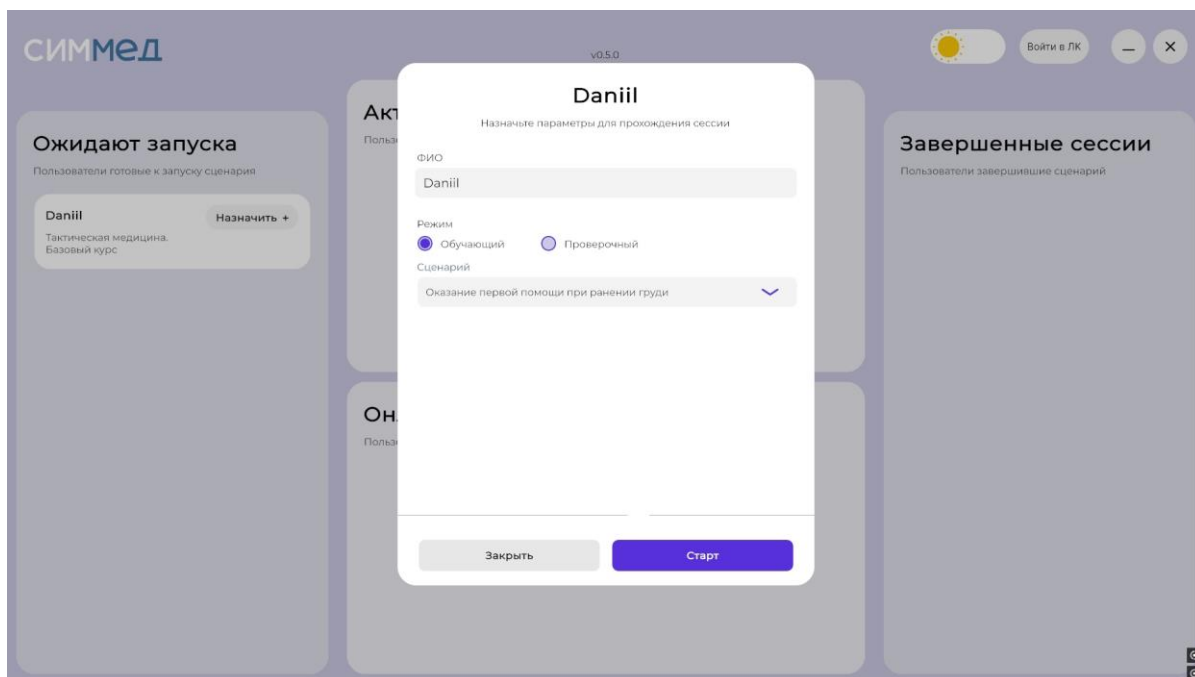 СИММЕД
v0.5.0
Войти в ЛК
Ожидают запуска
Пользователи готовые к запуску сценария
Daniil
Назначить +
Тактическая медицина.
Базовый курс
Daniil
Назначьте параметры для прохождения сессии
ФИО
Daniil
Режим
Обучающий
Проверочный
Сценарий
Оказание первой помощи при ранении груди
Закрыть
Старт
Завершенные сессии
Пользователи завершившие сценарий